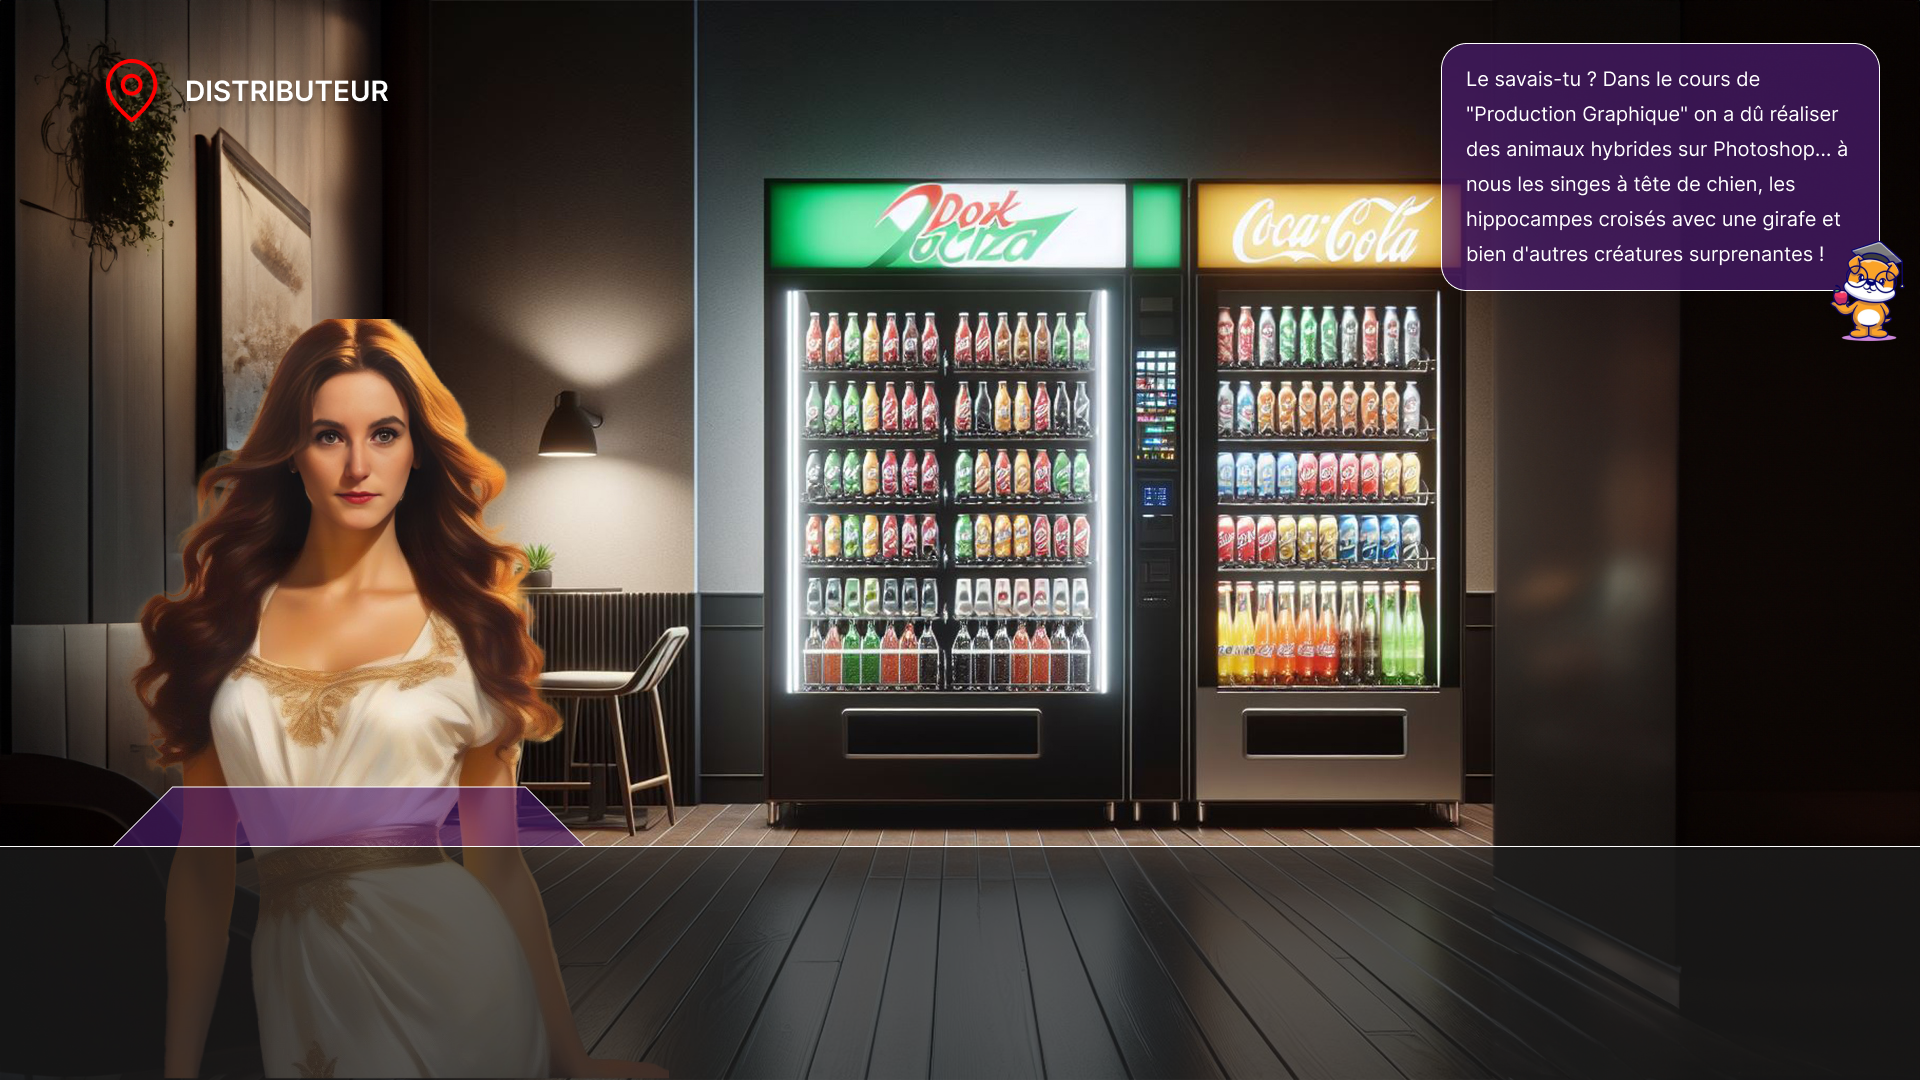 DISTRIBUTEUR
Le savais-tu ? Dans le cours de
"Production Graphique" on a dû réaliser
des animaux hybrides sur Photoshop... à
nous les singes à tête de chien, les
hippocampes croisés avec une girafe et
bien d'autres créatures surprenantes !
Coca-Cola